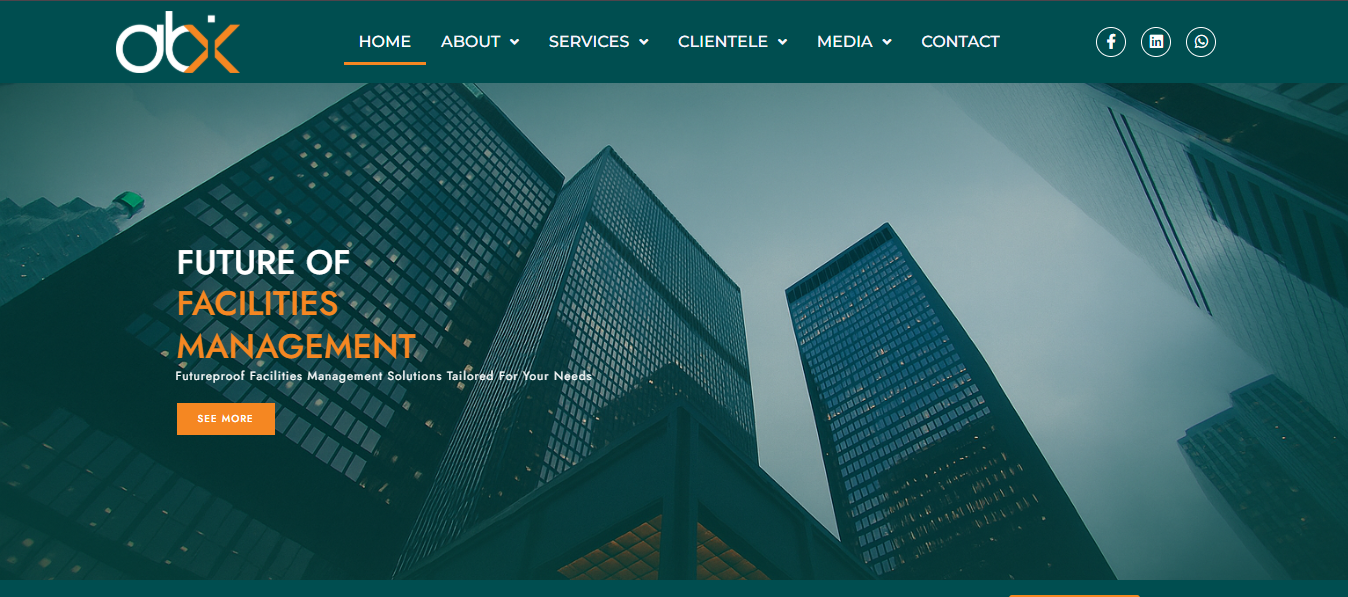 abx
HOME ABOUT SERVICES CLIENTELE MEDIA CONTACT
FUTURE OF
FACILITIES
MANAGEMENT
Futureproof Facilities Management Solutions Tailored For Your Needs
SEE MORE